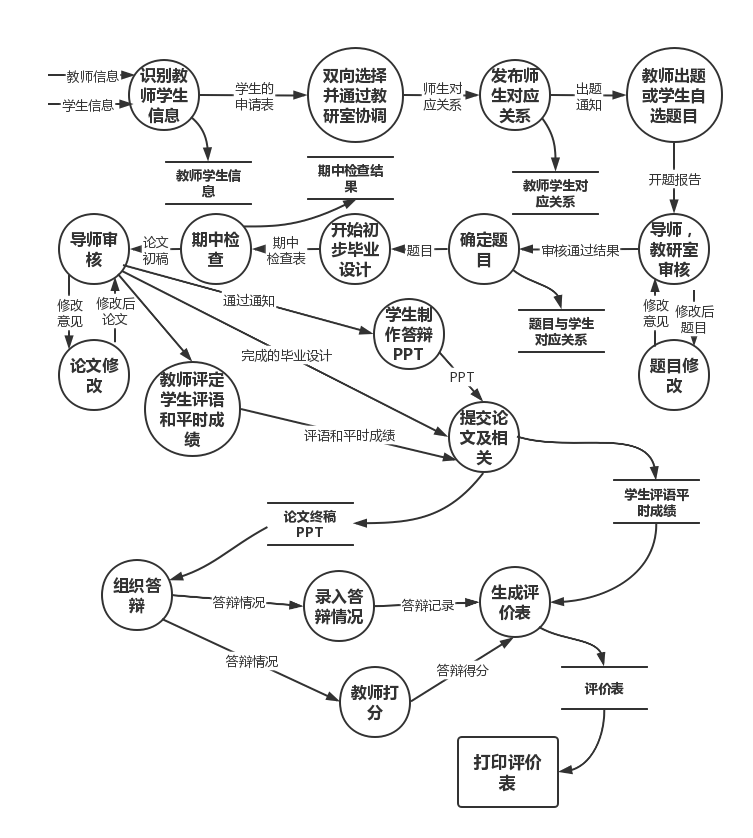 教师信息
学生信息
识别教
师学生
信息
学生的
申请表
双向选择
并通过教
研室协调
师生对
应关系
发布师
生对应
关系
出题
通知
教师出题
或学生自
选题目
教师学生信
息
期中检查结
果
教师学生对
应关系
开题报告
导师审
核
论文
初稿
期中检
查
期中
检查表
开始初
步毕业
设计
题目
确定题
目
审核通过结果
导师，
教研室
审核
修改
意见
修改后
论文
通过通知
学生制
作答辩
PPT
题目与学生
对应关系
修改
意见
修改后
题目
论文修
改
教师评定
学生评语
和平时成
绩
完成的毕业设计
PPT
题目修
改
评语和平时成绩
提交论
文及相
关
学生评语平
时成绩
论文终稿
PPT
组织答
辩
答辩情况
录入答
辩情况
答辩记录
生成评
价表
答辩情况
教师打
分
答辩得分
评价表
打印评价
表